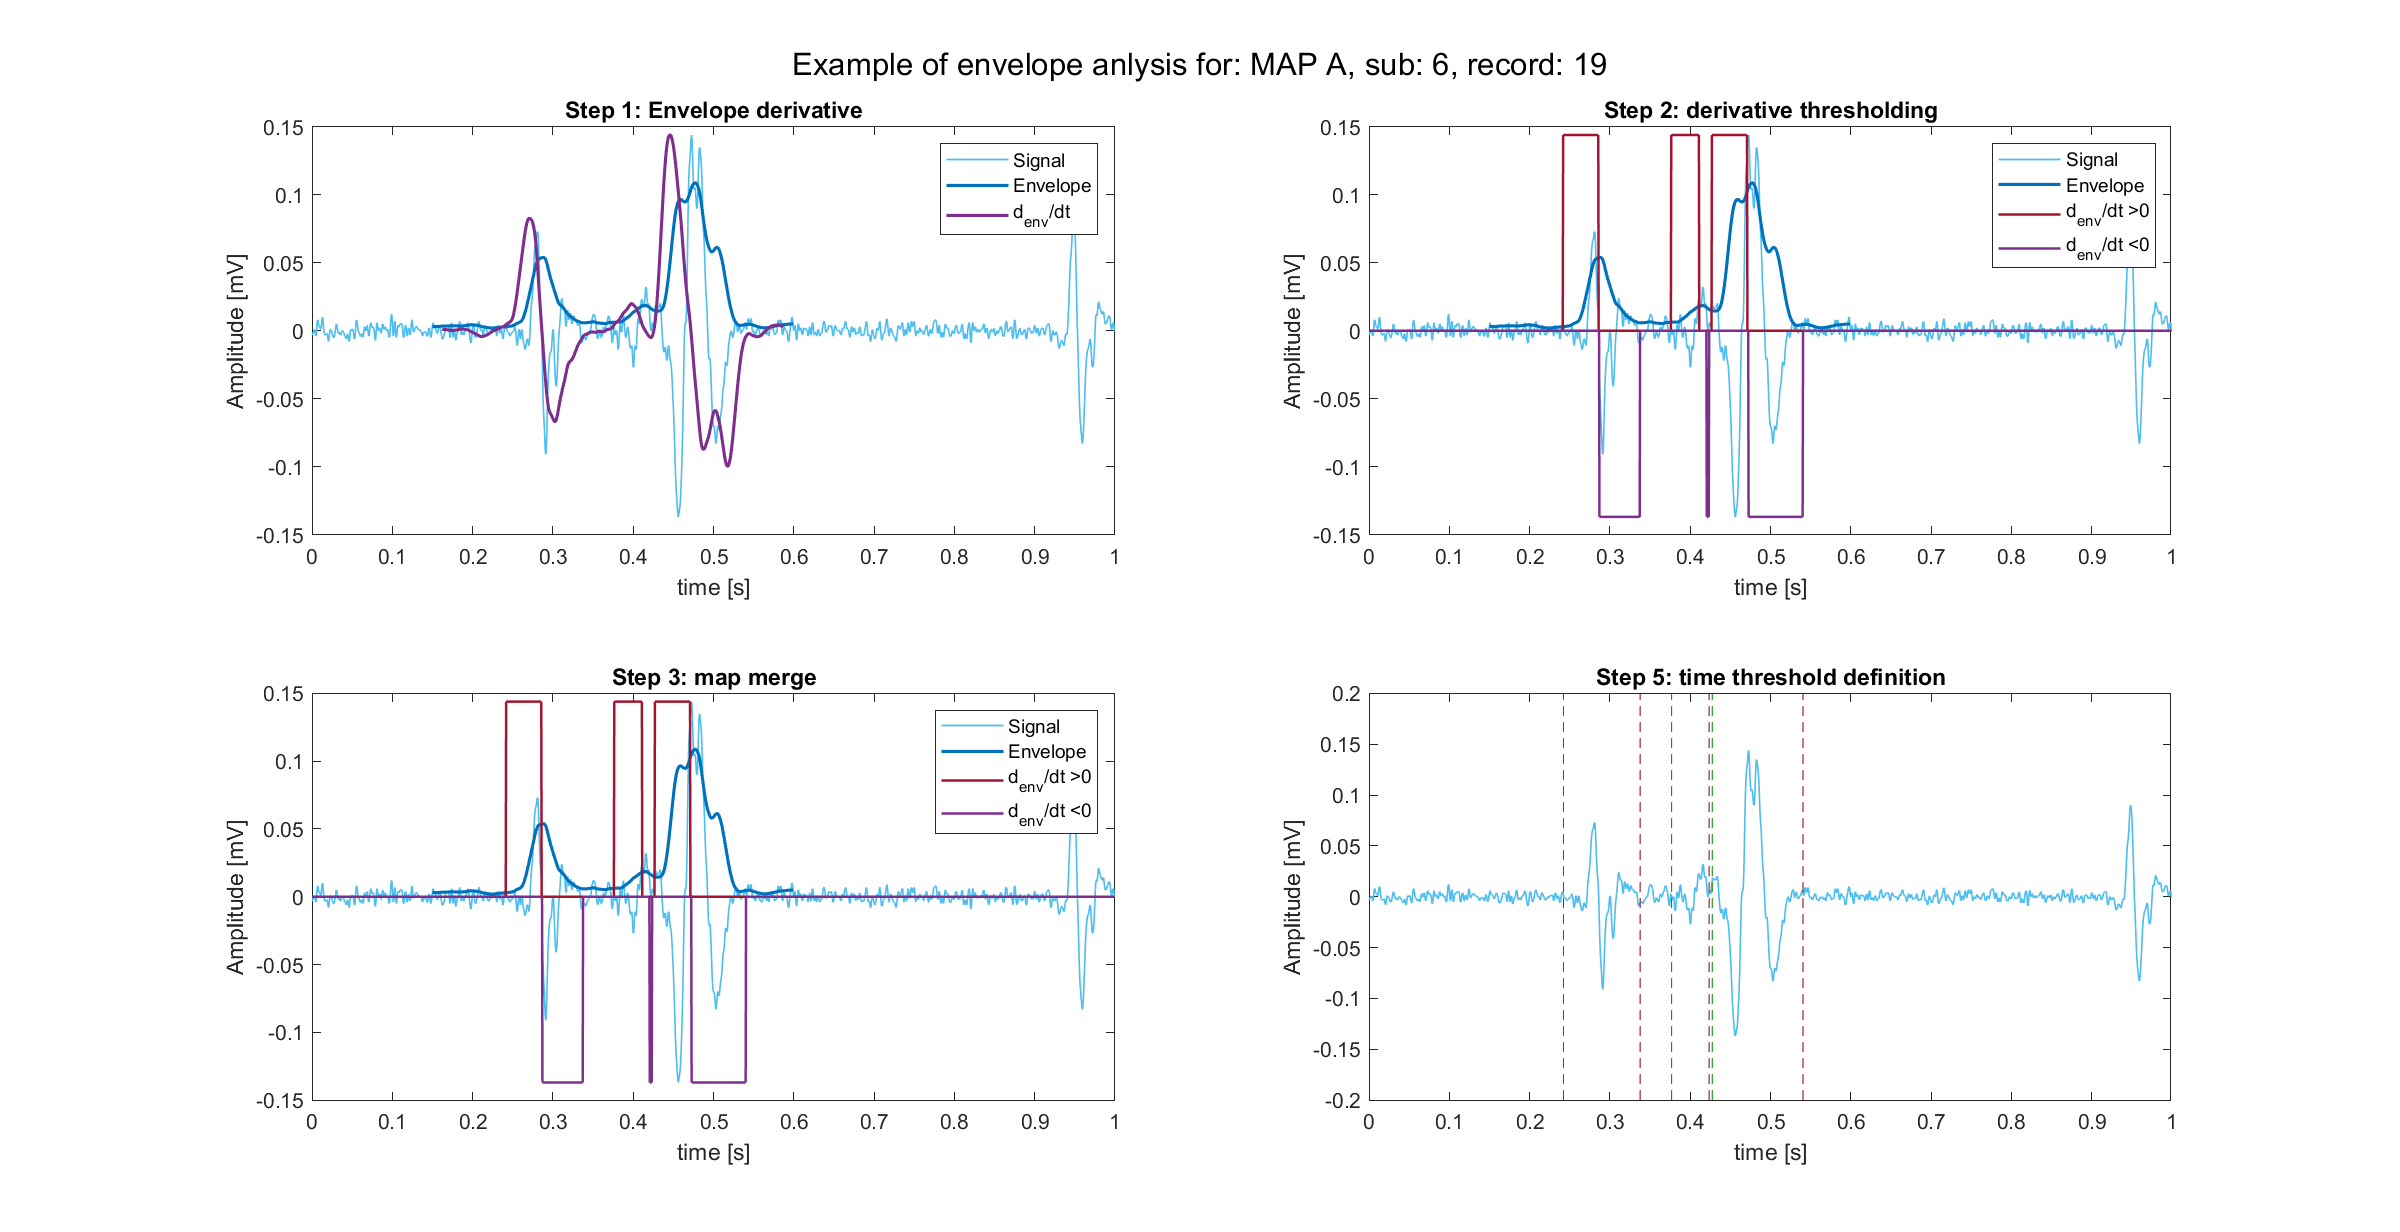 Example of envelope anlysis for: MAP A, sub: 6, record: 19
Step 1: Envelope derivative
0.15
0.1
0.05
0
-0.05
-0.1
-0.15
Amplitude [mV]
Signal
Envelope
d_env/dt
0 0.1 0.2 0.3 0.4 0.5 0.6 0.7 0.8 0.9 1
time [s]
Step 2: derivative thresholding
0.15
0.1
0.05
0
-0.05
-0.1
-0.15
Amplitude [mV]
Signal
Envelope
d_env/dt >0
d_env/dt <0
0 0.1 0.2 0.3 0.4 0.5 0.6 0.7 0.8 0.9 1
time [s]
Step 3: map merge
0.15
0.1
0.05
0
-0.05
-0.1
-0.15
Amplitude [mV]
Signal
Envelope
d_env/dt >0
d_env/dt <0
0 0.1 0.2 0.3 0.4 0.5 0.6 0.7 0.8 0.9 1
time [s]
Step 5: time threshold definition
0.2
0.15
0.1
0.05
0
-0.05
-0.1
-0.15
-0.2
Amplitude [mV]
0 0.1 0.2 0.3 0.4 0.5 0.6 0.7 0.8 0.9 1
time [s]